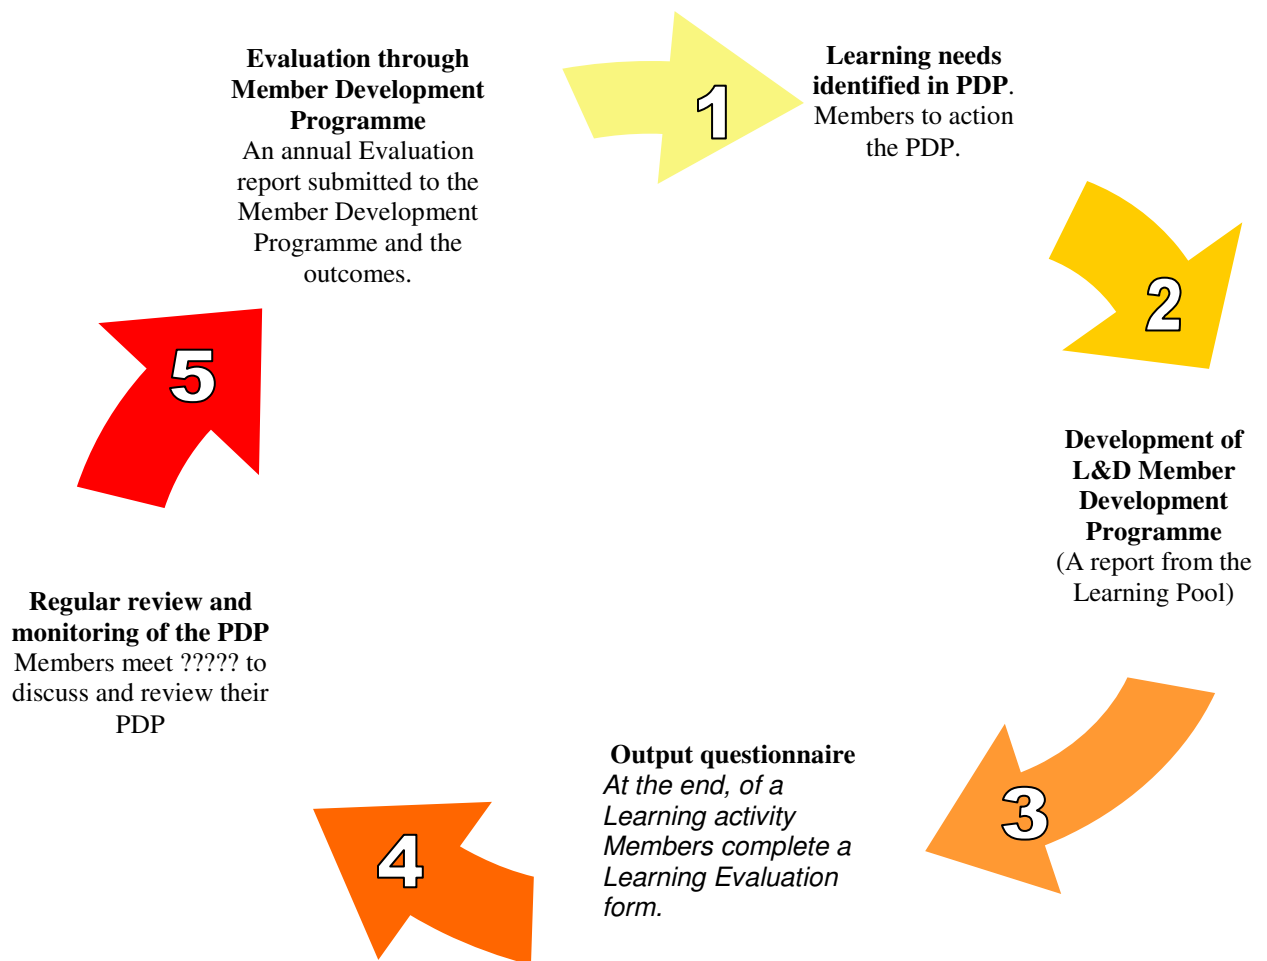 1
Learning needs
identified in PDP.
Members to action
the PDP.
2
Development of
L&D Member
Development
Programme
(A report from the
Learning Pool)
3
Output questionnaire
At the end, of a
Learning activity
Members complete a
Learning Evaluation
form.
4
Regular review and
monitoring of the PDP
Members meet ????? to
discuss and review their
PDP
5
Evaluation through
Member Development
Programme
An annual Evaluation
report submitted to the
Member Development
Programme and the
outcomes.